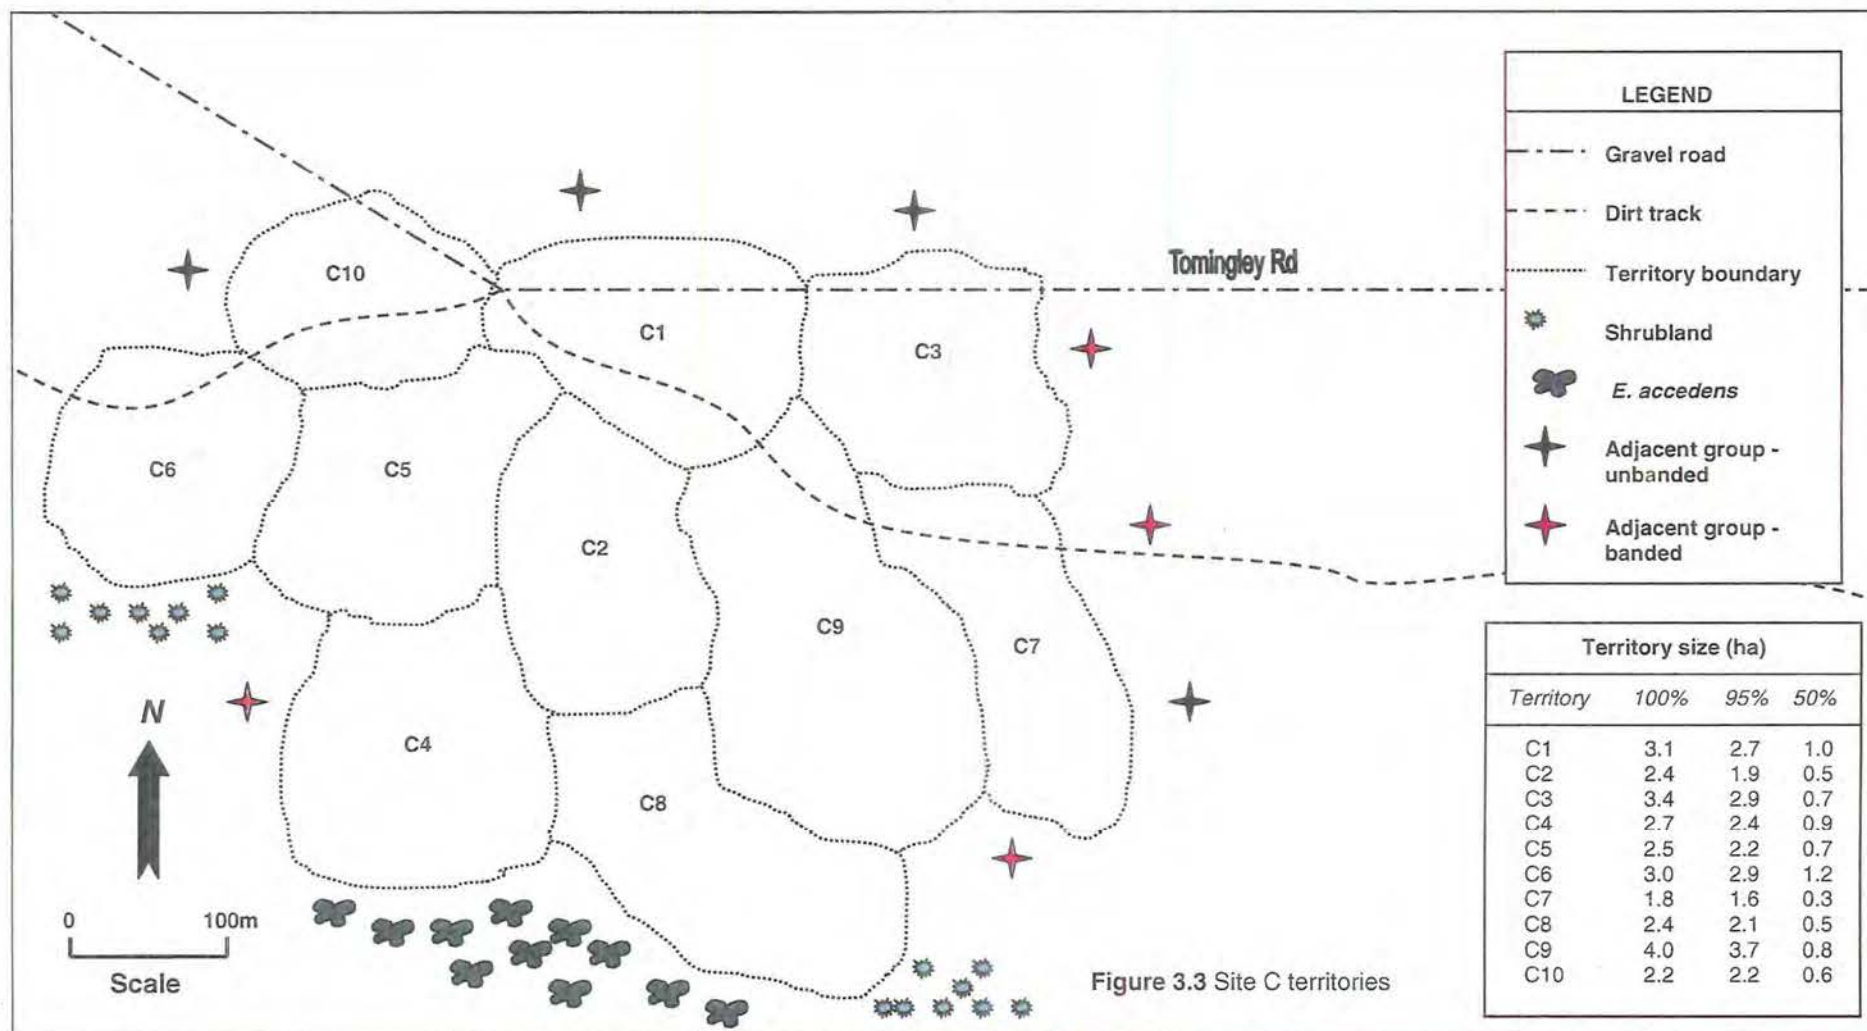 LEGEND
Gravel road
Dirt track
Territory boundary
Shrubland
E. accedens
Adjacent group -
unbanded
Adjacent group -
banded
Tomingley Rd
C10
C1
C3
C6
C5
C2
C9
C7
C4
C8
N
0 100m
Scale
Figure 3.3 Site C territories
Territory size (ha)
Territory 100% 95% 50%
C1 3.1 2.7 1.0
C2 2.4 1.9 0.5
C3 3.4 2.9 0.7
C4 2.7 2.4 0.9
C5 2.5 2.2 0.7
C6 3.0 2.9 1.2
C7 1.8 1.6 0.3
C8 2.4 2.1 0.5
C9 4.0 3.7 0.8
C10 2.2 2.2 0.6